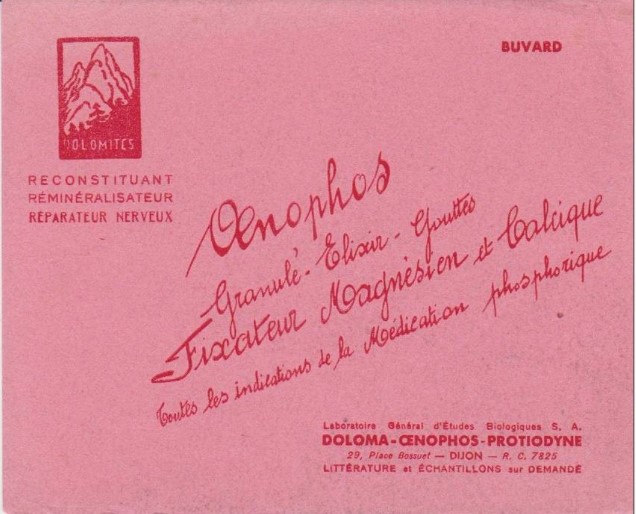 BUVARD
DOLOMITES
RECONSTITUANT
RÉMINÉRALISATEUR
RÉPARATEUR NERVEUX
Œnophos
Granulé - Elixir - Gouttes
Fixateur Magnésien et Calcique
Toutes les indications de la Médication phosphorique
Laboratoire Général d'Études Biologiques S. A.
DOLOMA-ŒNOPHOS-PROTIODYNE
29, Place Bossuet — DIJON — R. C. 7825
LITTÉRATURE et ÉCHANTILLONS sur DEMANDE